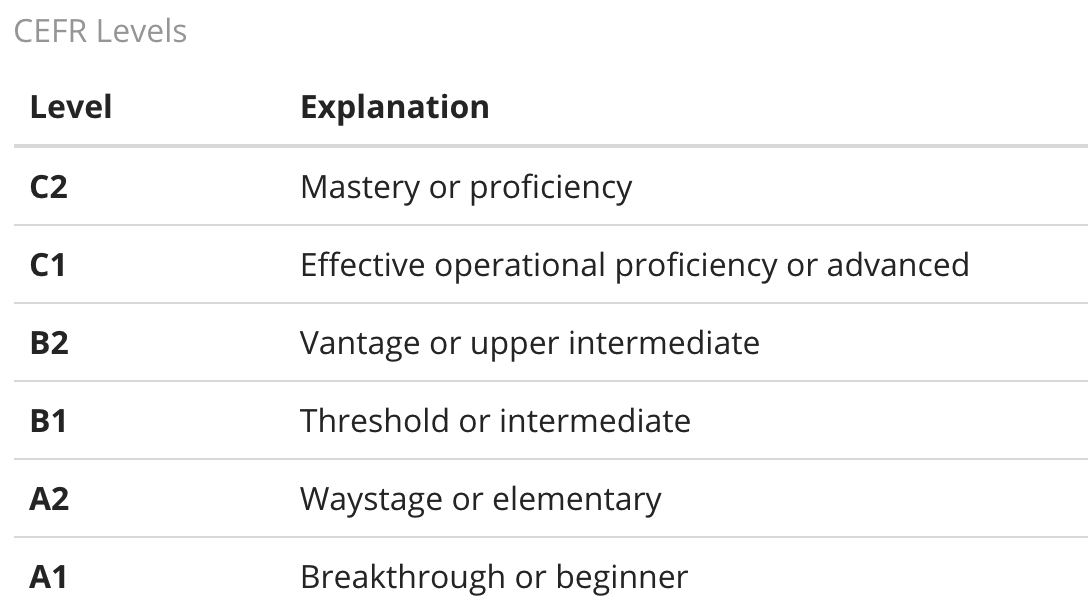 CEFR Levels
Level Explanation
C2 Mastery or proficiency
C1 Effective operational proficiency or advanced
B2 Vantage or upper intermediate
B1 Threshold or intermediate
A2 Waystage or elementary
A1 Breakthrough or beginner